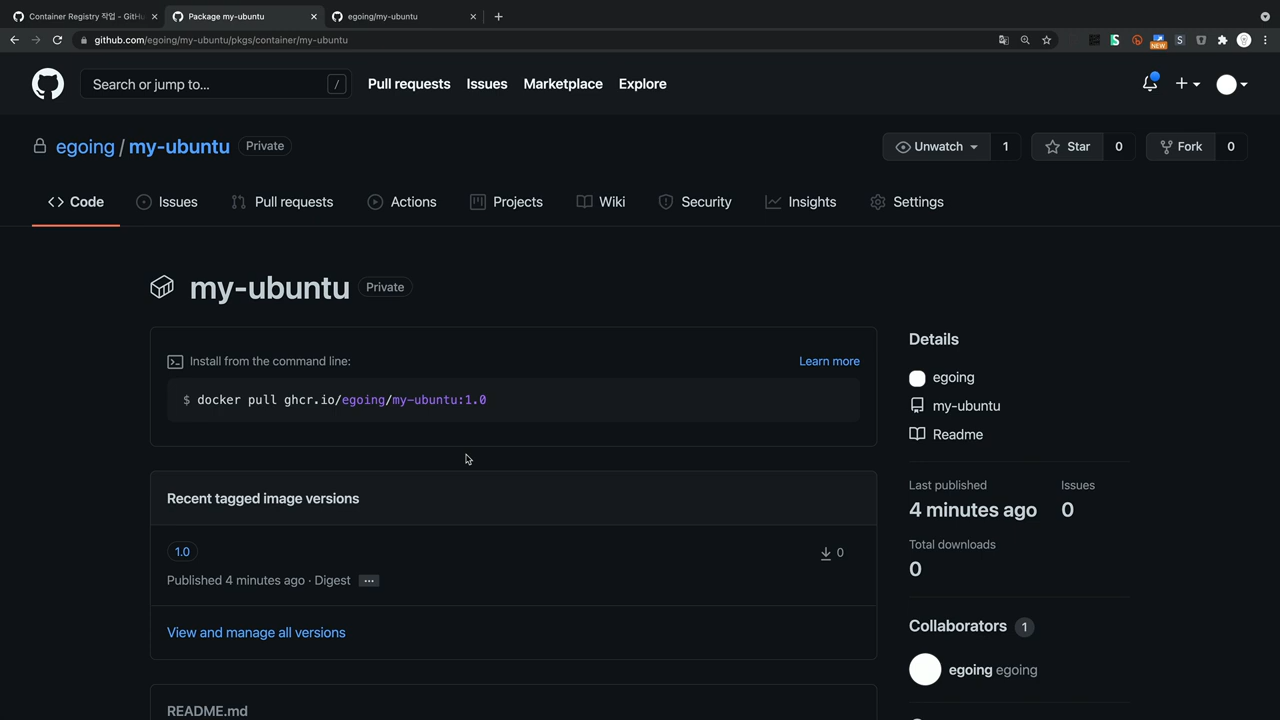 Container Registry 작업 - GitHu
Package my-ubuntu
egoing/my-ubuntu
github.com/egoing/my-ubuntu/pkgs/container/my-ubuntu
NEW
Search or jump to...
/
Pull requests
Issues
Marketplace
Explore
egoing / my-ubuntu
Private
Unwatch
1
Star
0
Fork
0
Code
Issues
Pull requests
Actions
Projects
Wiki
Security
Insights
Settings
my-ubuntu
Private
Install from the command line:
Learn more
$ docker pull ghcr.io/egoing/my-ubuntu:1.0
Recent tagged image versions
1.0
0
Published 4 minutes ago · Digest
...
View and manage all versions
README.md
Details
egoing
my-ubuntu
Readme
Last published
4 minutes ago
Issues
0
Total downloads
0
Collaborators 1
egoing egoing